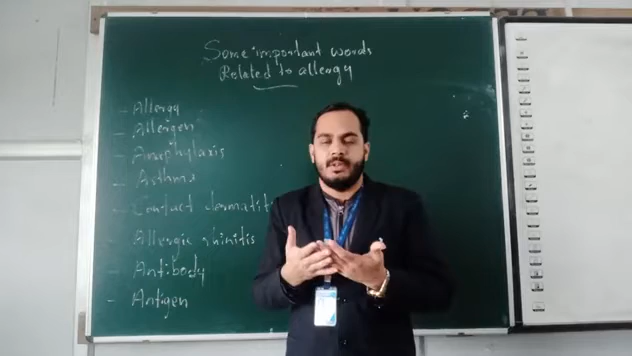 Some important words
Related to allergy
- Allergy
- Allergen
- Anaphylaxis
- Asthma
- Contact dermatit
- Allergic rhinitis
- Antibody
- Antigen